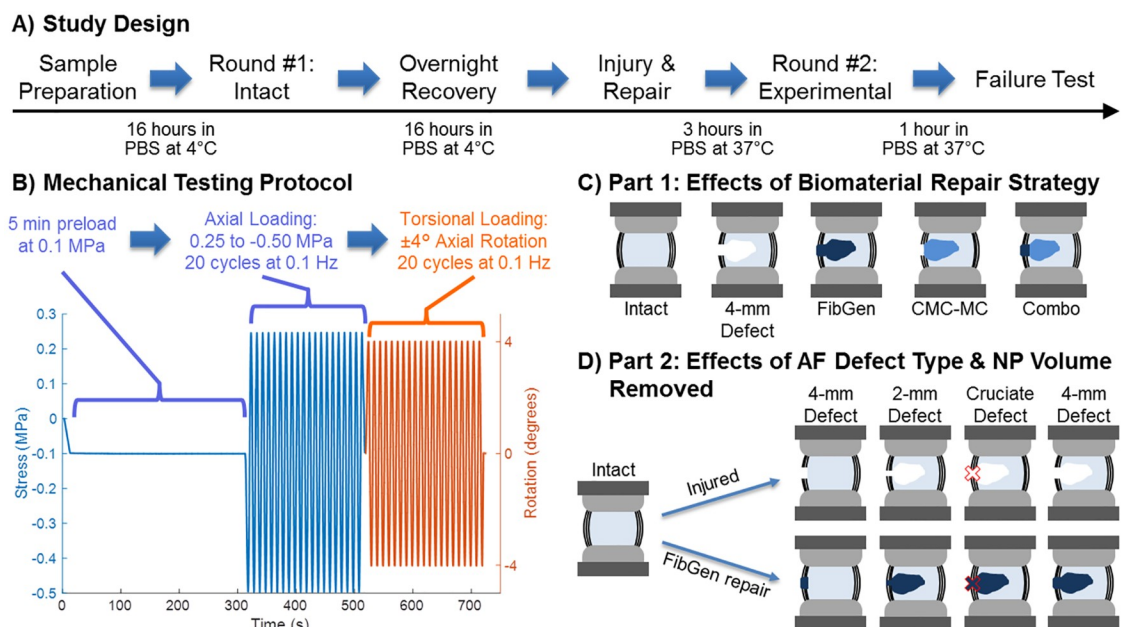 A) Study Design
Sample
Preparation
Round #1:
Intact
Overnight
Recovery
Injury &
Repair
Round #2:
Experimental
Failure Test
16 hours in
PBS at 4°C
16 hours in
PBS at 4°C
3 hours in
PBS at 37°C
1 hour in
PBS at 37°C
B) Mechanical Testing Protocol
5 min preload
at 0.1 MPa
Axial Loading:
0.25 to -0.50 MPa
20 cycles at 0.1 Hz
Torsional Loading:
±4º Axial Rotation
20 cycles at 0.1 Hz
Stress (MPa)
0.3
0.2
0.1
0
-0.1
-0.2
-0.3
-0.4
-0.5
0
100
200
300
400
500
600
700
Time (s)
4
0
-4
Rotation (degrees)
C) Part 1: Effects of Biomaterial Repair Strategy
Intact
4-mm
Defect
FibGen
CMC-MC
Combo
D) Part 2: Effects of AF Defect Type & NP Volume
Removed
4-mm
Defect
2-mm
Defect
Cruciate
Defect
4-mm
Defect
Intact
Injured
FibGen repair